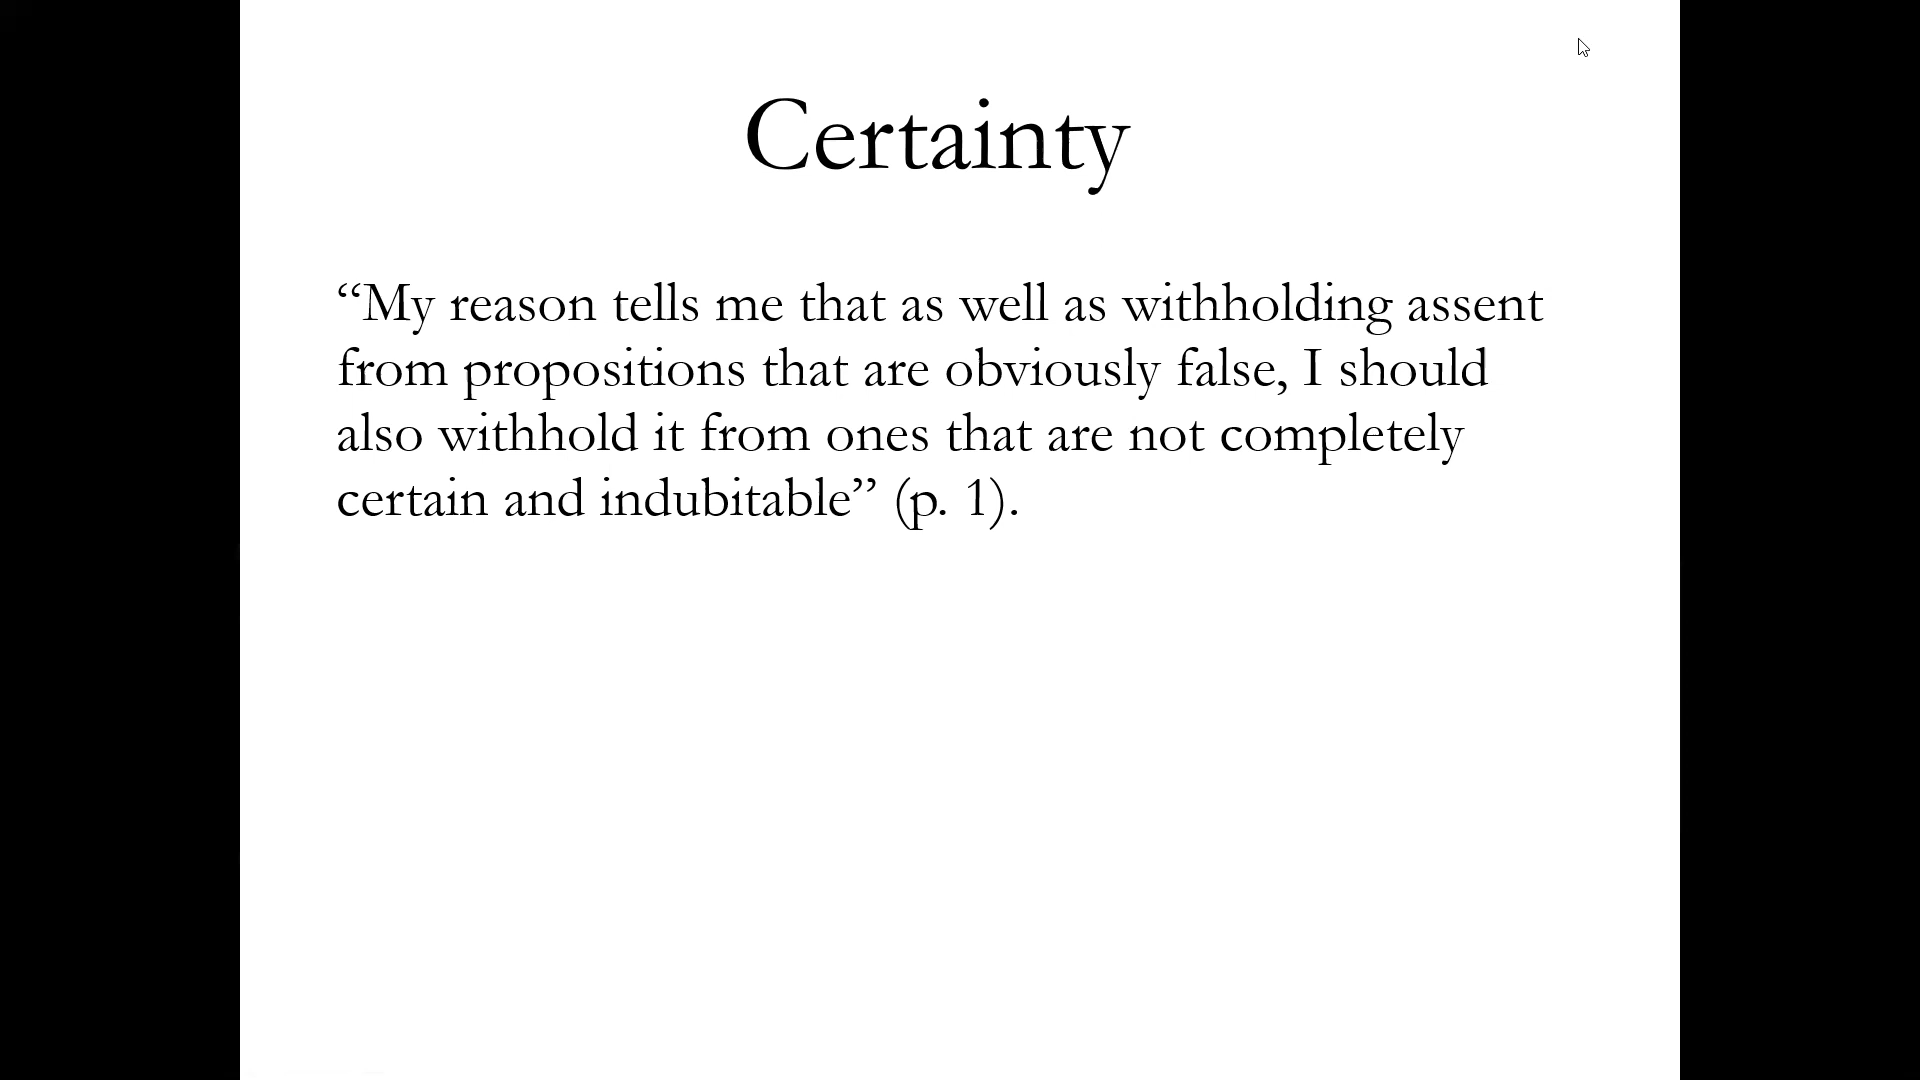 Certainty
“My reason tells me that as well as withholding assent
from propositions that are obviously false, I should
also withhold it from ones that are not completely
certain and indubitable” (p. 1).